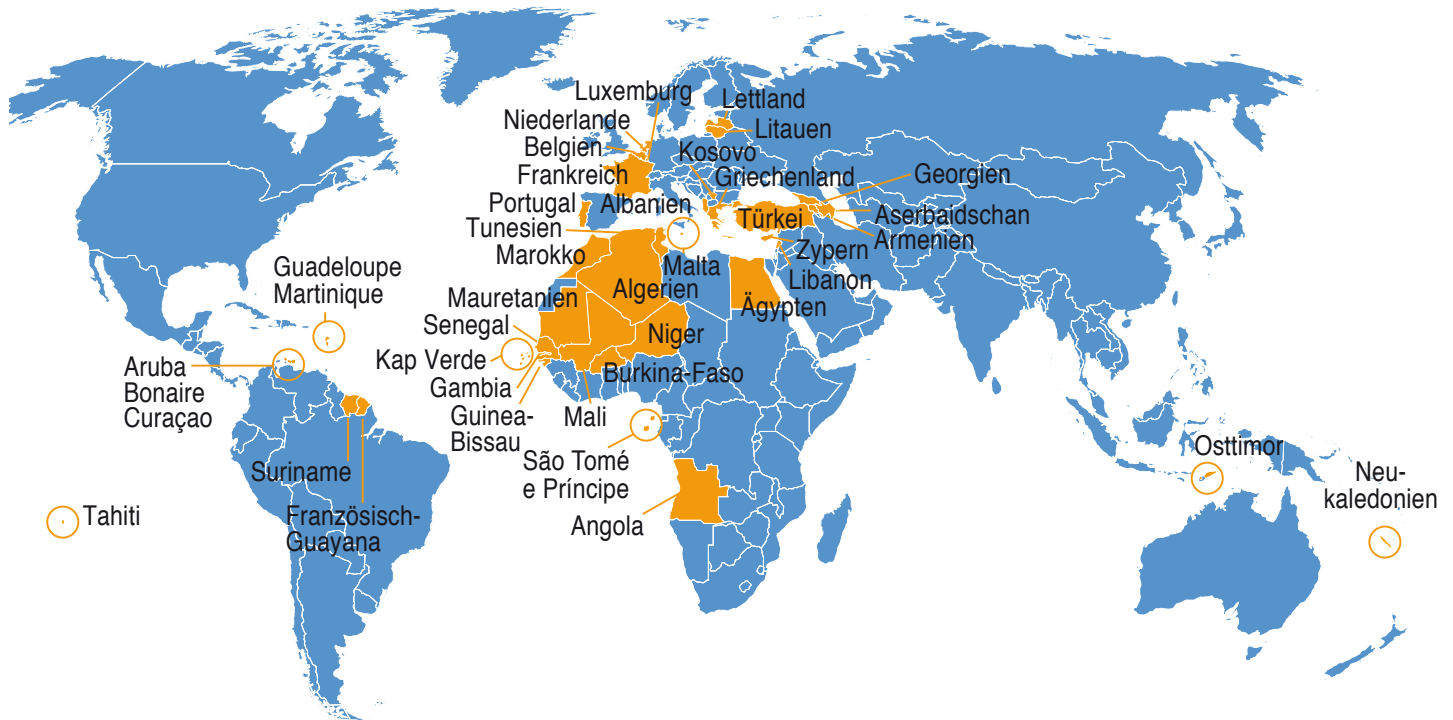 Luxemburg
Lettland
Niederlande
Litauen
Belgien
Kosovo
Frankreich
Griechenland
Georgien
Portugal
Albanien
Türkei
Aserbaidschan
Tunesien
Armenien
Marokko
Zypern
Malta
Libanon
Guadeloupe
Martinique
Algerien
Mauretanien
Ägypten
Senegal
Niger
Kap Verde
Aruba
Bonaire
Curaçao
Burkina-Faso
Gambia
Guinea-
Bissau
Mali
São Tomé
e Príncipe
Osttimor
Suriname
Neu-
kaledonien
Tahiti
Französisch-
Guayana
Angola